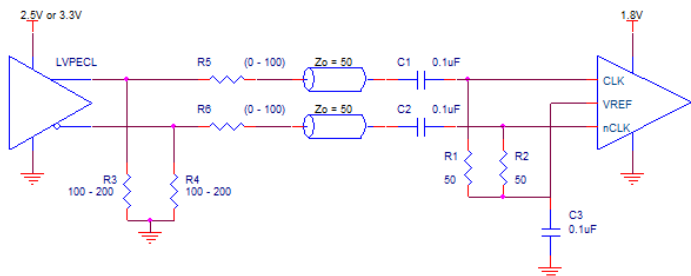 2.5V or 3.3V
1.8V
LVPECL
R5
(0 - 100)
Zo = 50
C1
0.1uF
CLK
R6
(0 - 100)
Zo = 50
C2
0.1uF
VREF
nCLK
R3
100 - 200
R4
100 - 200
R1
50
R2
50
C3
0.1uF